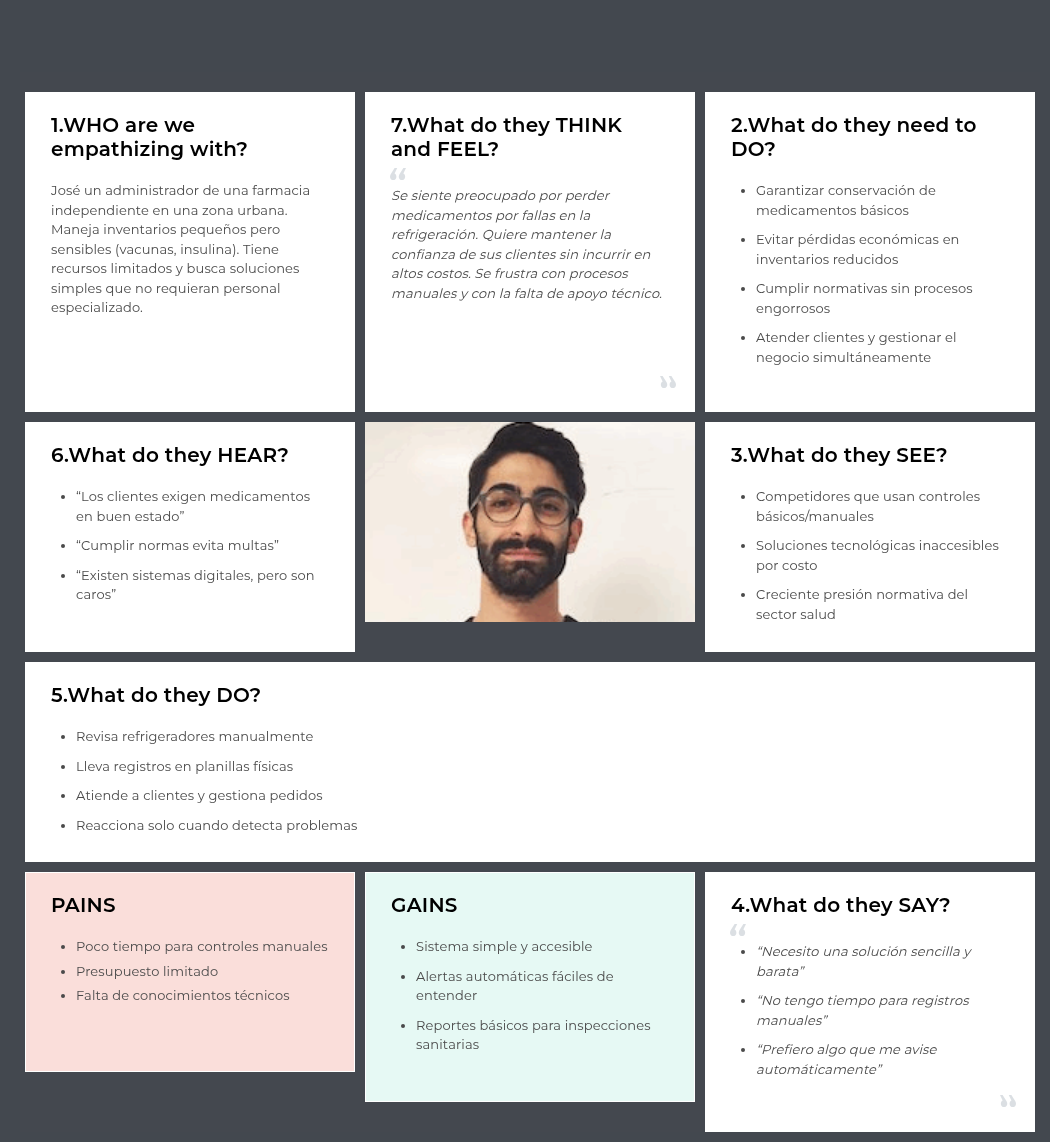 1.WHO are we
empathizing with?
José un administrador de una farmacia
independiente en una zona urbana.
Maneja inventarios pequeños pero
sensibles (vacunas, insulina). Tiene
recursos limitados y busca soluciones
simples que no requieran personal
especializado.
7.What do they THINK
and FEEL?
“
Se siente preocupado por perder
medicamentos por fallas en la
refrigeración. Quiere mantener la
confianza de sus clientes sin incurrir en
altos costos. Se frustra con procesos
manuales y con la falta de apoyo técnico.
”
2.What do they need to
DO?
• Garantizar conservación de
medicamentos básicos
• Evitar pérdidas económicas en
inventarios reducidos
• Cumplir normativas sin procesos
engorrosos
• Atender clientes y gestionar el
negocio simultáneamente
6.What do they HEAR?
• “Los clientes exigen medicamentos
en buen estado”
• “Cumplir normas evita multas”
• “Existen sistemas digitales, pero son
caros”
3.What do they SEE?
• Competidores que usan controles
básicos/manuales
• Soluciones tecnológicas inaccesibles
por costo
• Creciente presión normativa del
sector salud
5.What do they DO?
• Revisa refrigeradores manualmente
• Lleva registros en planillas físicas
• Atiende a clientes y gestiona pedidos
• Reacciona solo cuando detecta problemas
PAINS
• Poco tiempo para controles manuales
• Presupuesto limitado
• Falta de conocimientos técnicos
GAINS
• Sistema simple y accesible
• Alertas automáticas fáciles de
entender
• Reportes básicos para inspecciones
sanitarias
4.What do they SAY?
“
• “Necesito una solución sencilla y
barata”
• “No tengo tiempo para registros
manuales”
• “Prefiero algo que me avise
automáticamente”
”